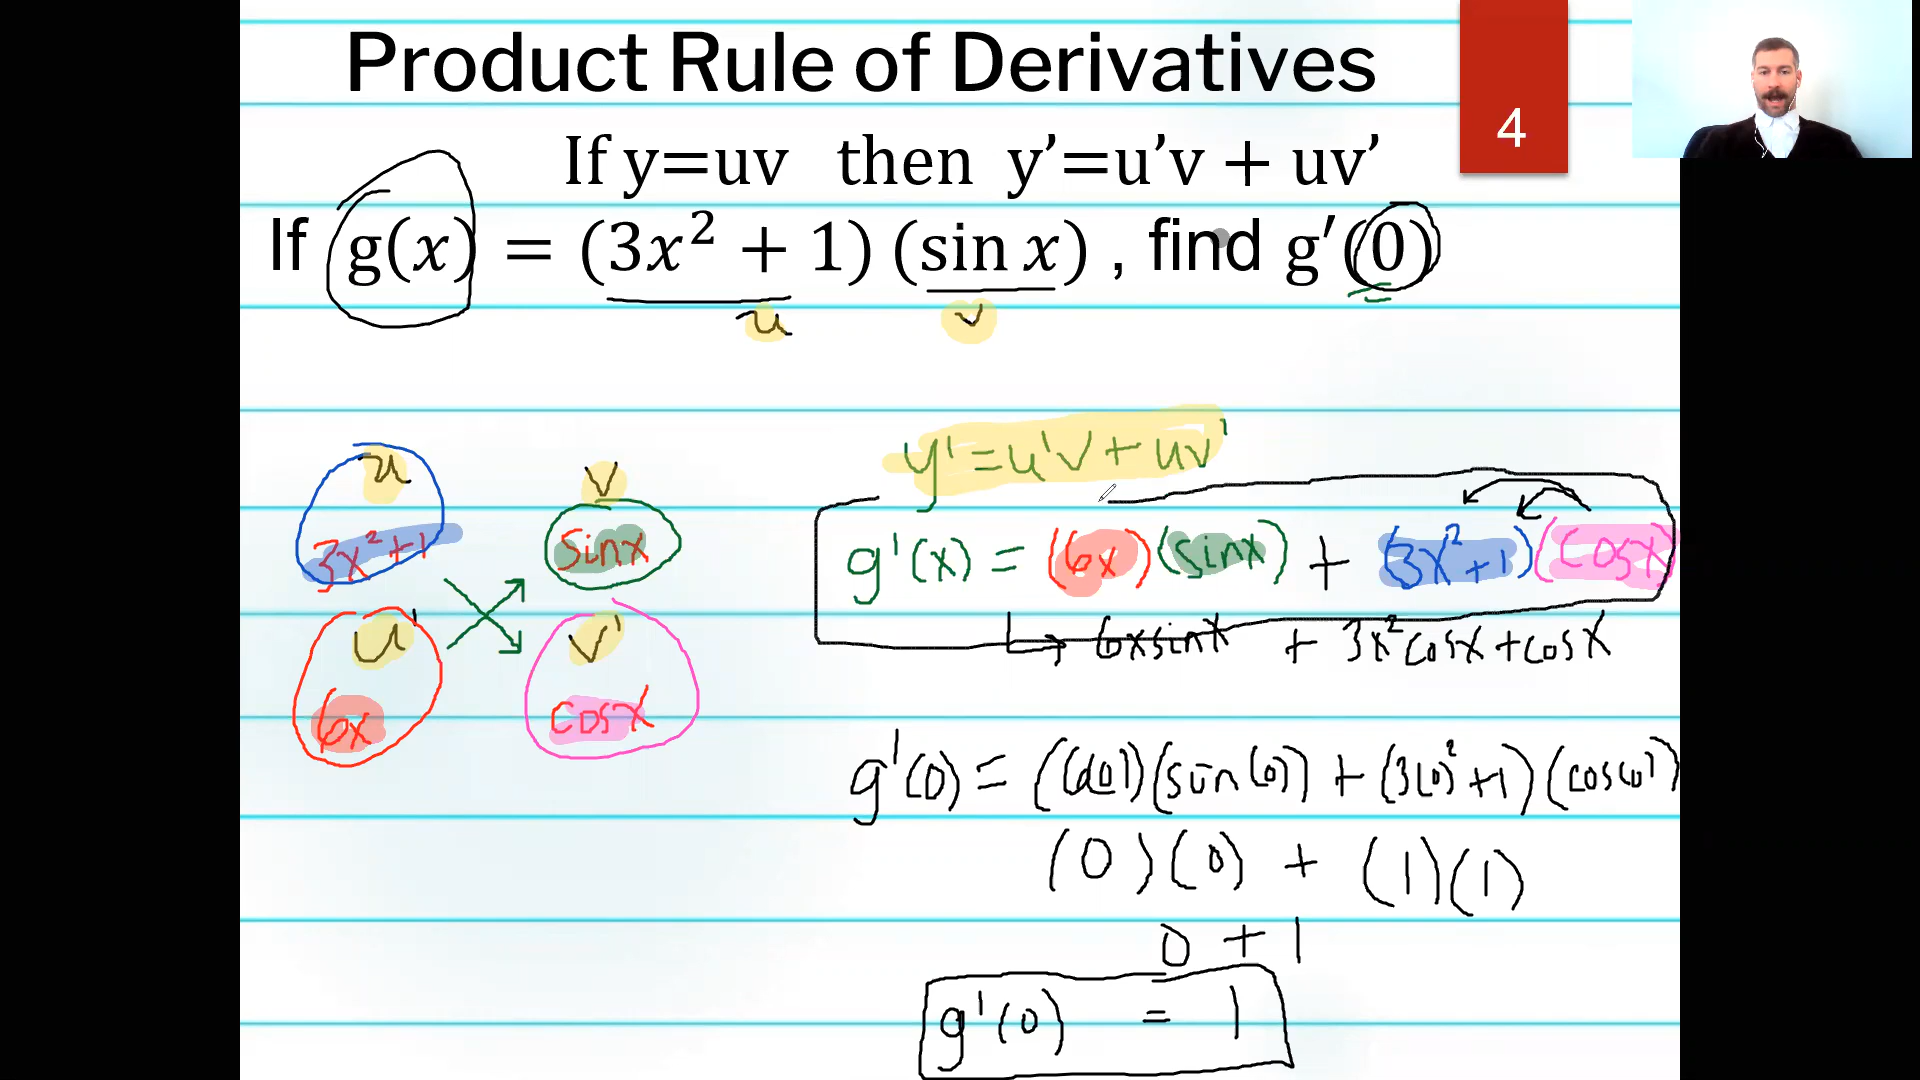 Product Rule of Derivatives
4
If y=uv then y’=u’v + uv’
If g(x) = (3x² + 1) (sin x) , find g′(0)
u v
y'=u'v+uv'
u v
3x²+1 sinx
g'(x) = (6x)(sinx) + (3x²+1)(cosx)
u' v'
6xsinx + 3x²cosx+cosx
6x cosx
g'(0) = (6(0))(sin(0)) + (3(0)²+1)(cos(0))
(0)(0) + (1)(1)
0 + 1
g'(0) = 1